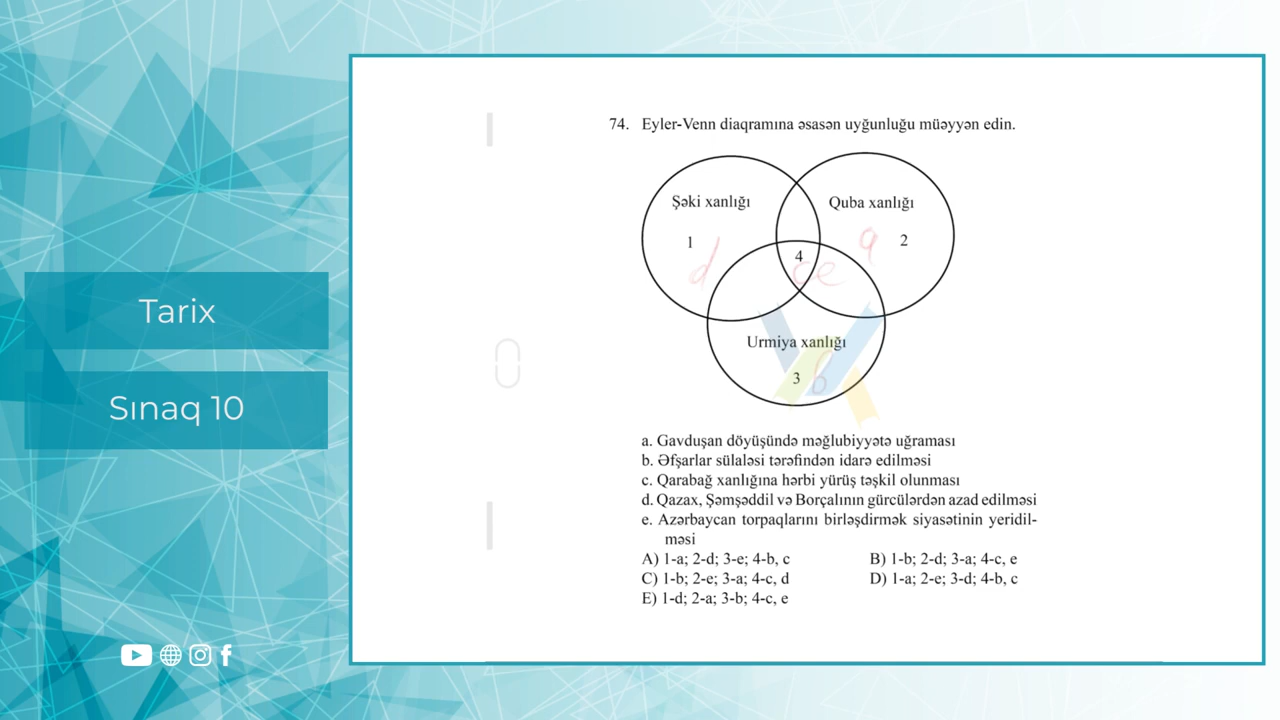 Tarix
Sınaq 10
74. Eyler-Venn diaqramına əsasən uyğunluğu müəyyən edin.
Şəki xanlığı
Quba xanlığı
1
2
4
d
a
ce
Urmiya xanlığı
3
b
a. Gavduşan döyüşündə məğlubiyyətə uğraması
b. Əfşarlar sülaləsi tərəfindən idarə edilməsi
c. Qarabağ xanlığına hərbi yürüş təşkil olunması
d. Qazax, Şəmşəddil və Borçalının gürcülərdən azad edilməsi
e. Azərbaycan torpaqlarını birləşdirmək siyasətinin yeridil-
məsi
A) 1-a; 2-d; 3-e; 4-b, c
B) 1-b; 2-d; 3-a; 4-c, e
C) 1-b; 2-e; 3-a; 4-c, d
D) 1-a; 2-e; 3-d; 4-b, c
E) 1-d; 2-a; 3-b; 4-c, e